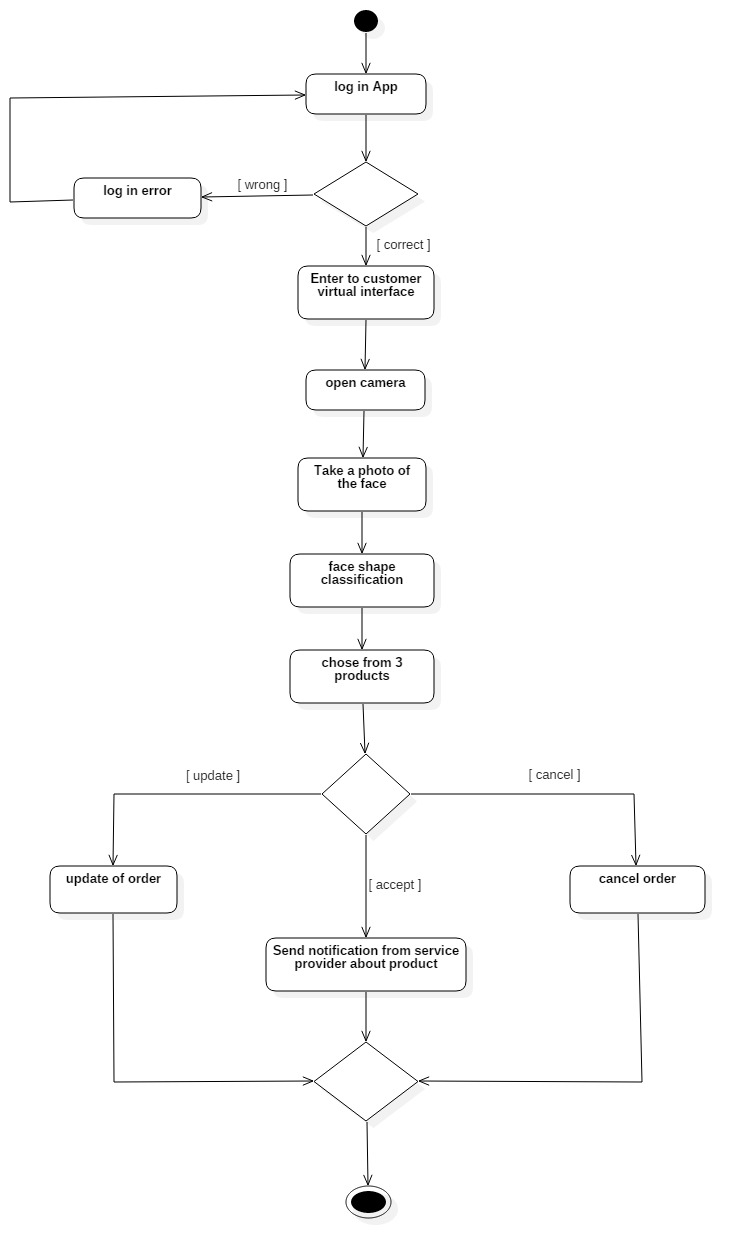 log in App
log in error
[ wrong ]
[ correct ]
Enter to customer
virtual interface
open camera
Take a photo of
the face
face shape
classification
chose from 3
products
[ update ]
[ cancel ]
update of order
[ accept ]
cancel order
Send notification from service
provider about product